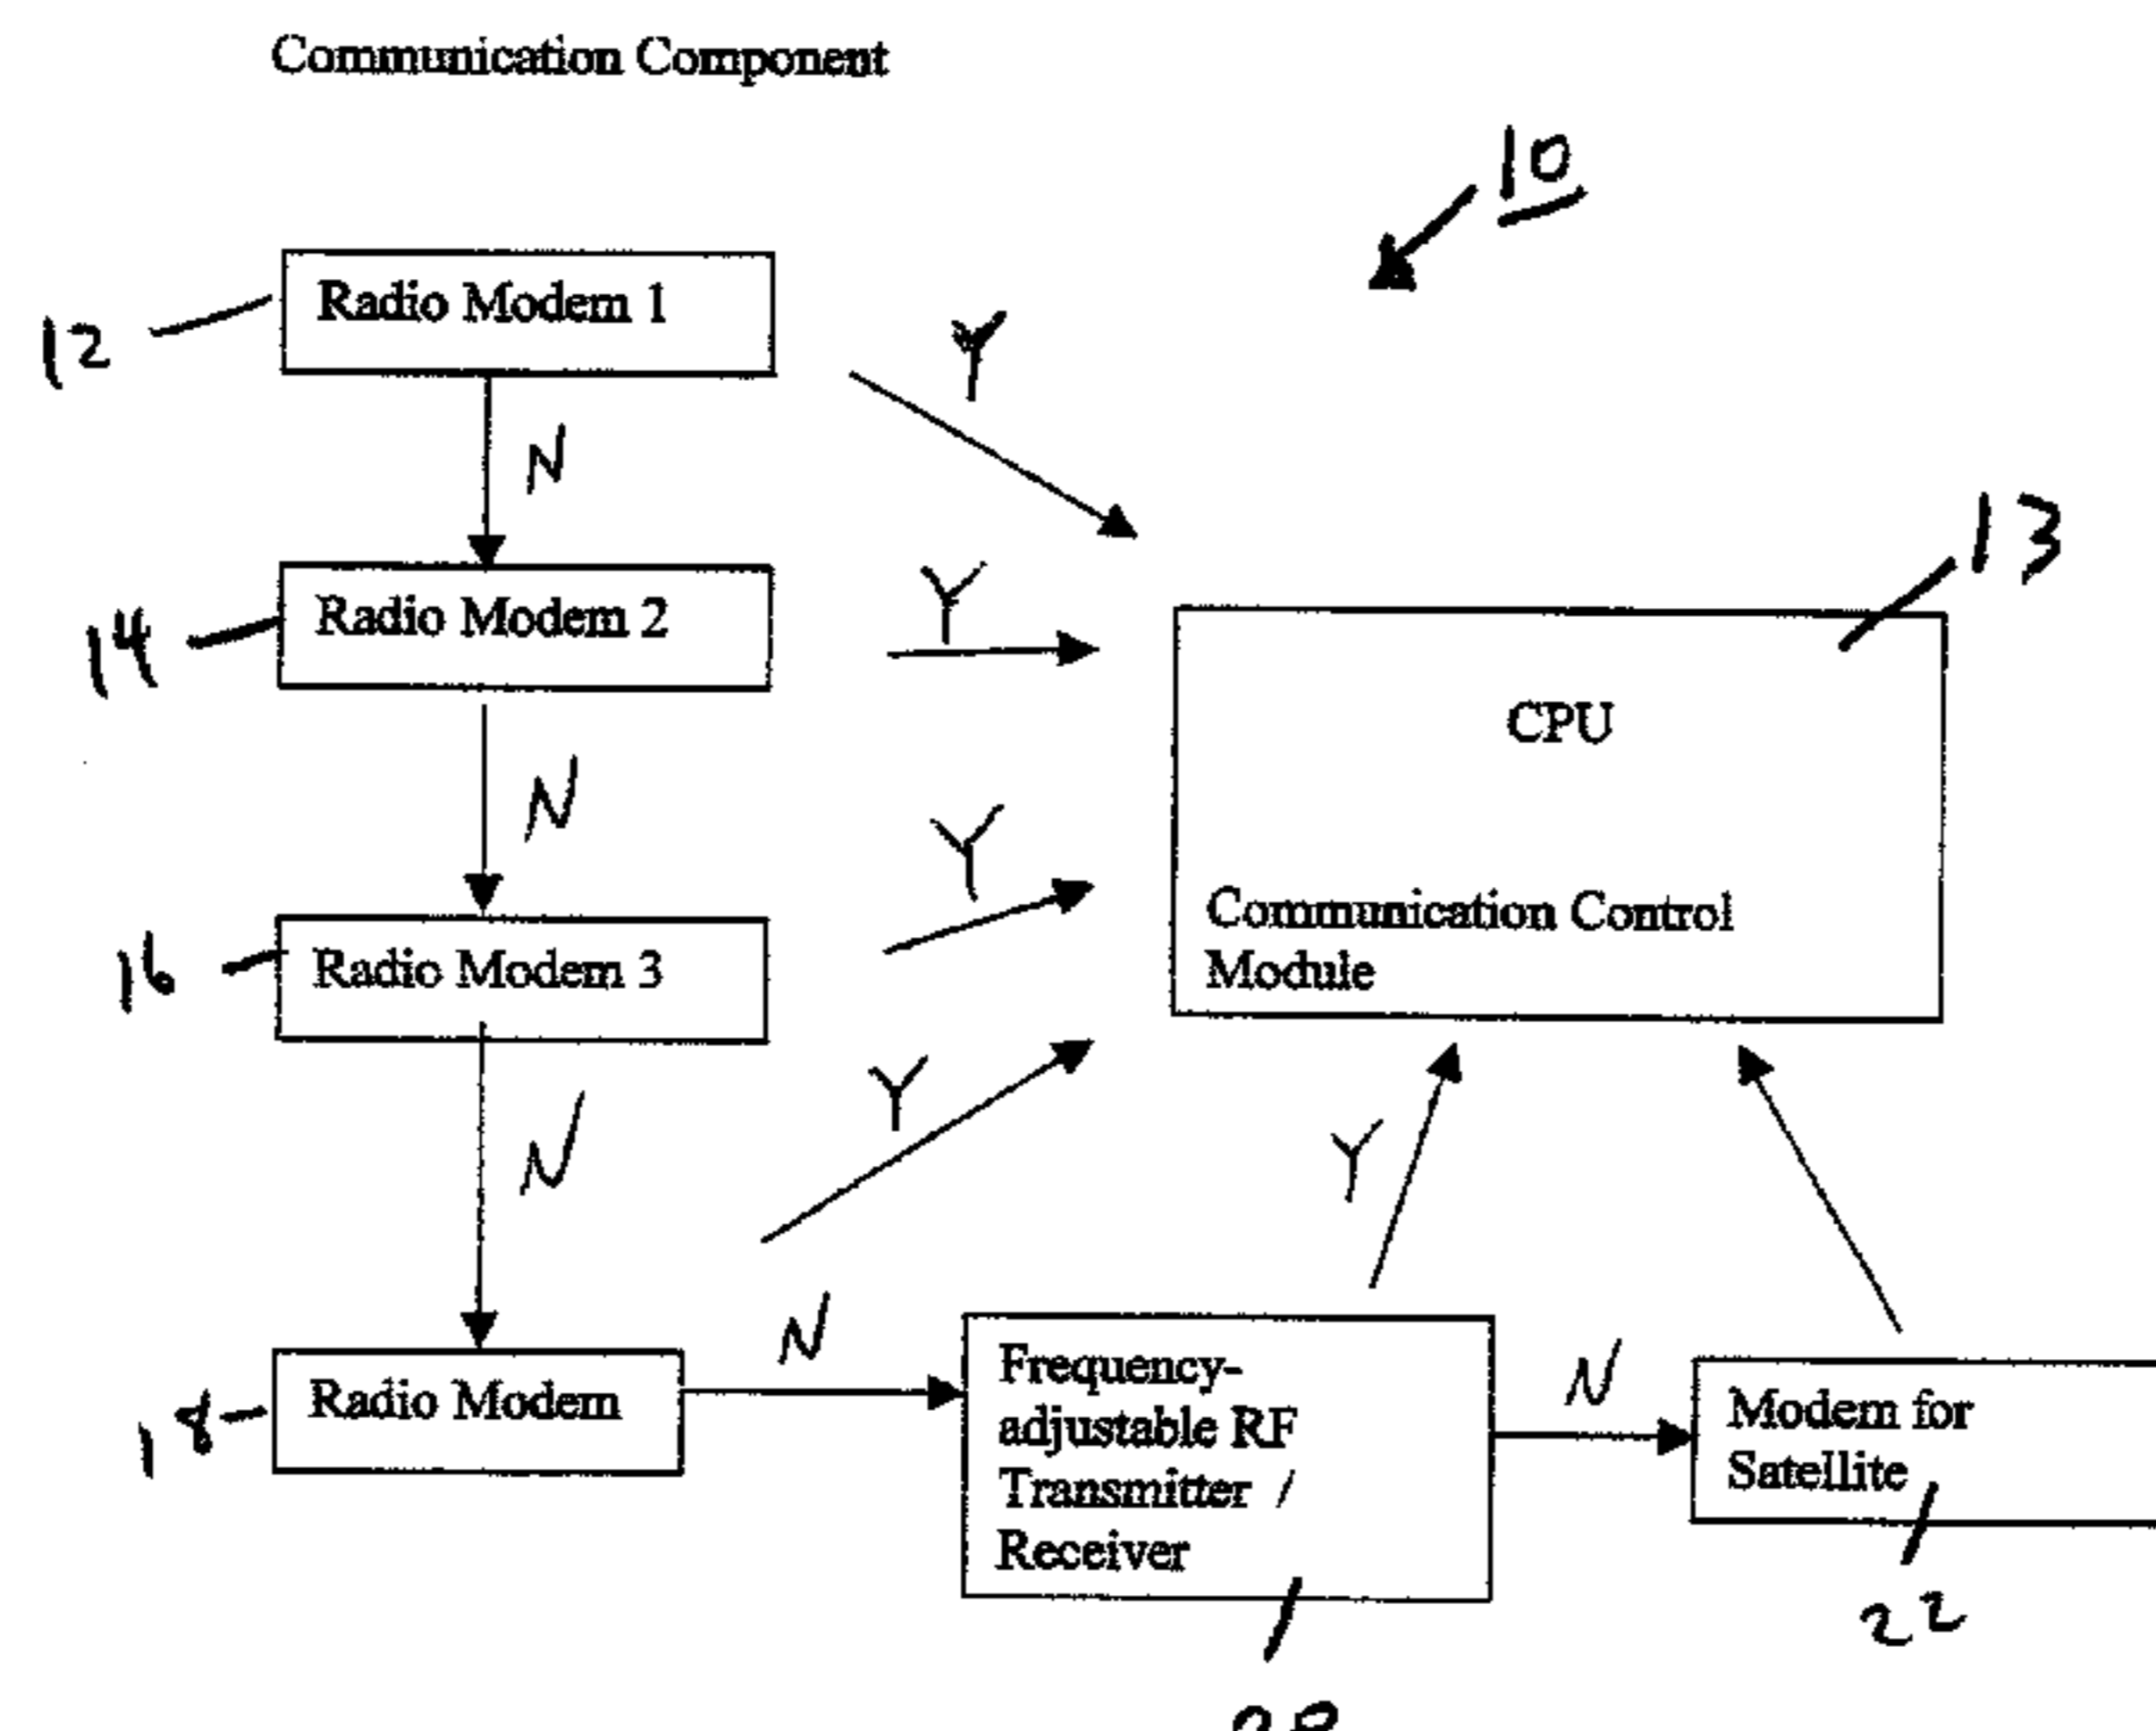 Communication Component
10
Radio Modem 1
12
Y
N
13
Radio Modem 2
14
Y
CPU
N
Y
Communication Control
Module
Radio Modem 3
16
Y
N
Y
N
Radio Modem
18
Frequency-
adjustable RF
Transmitter /
Receiver
N
Modem for
Satellite
22